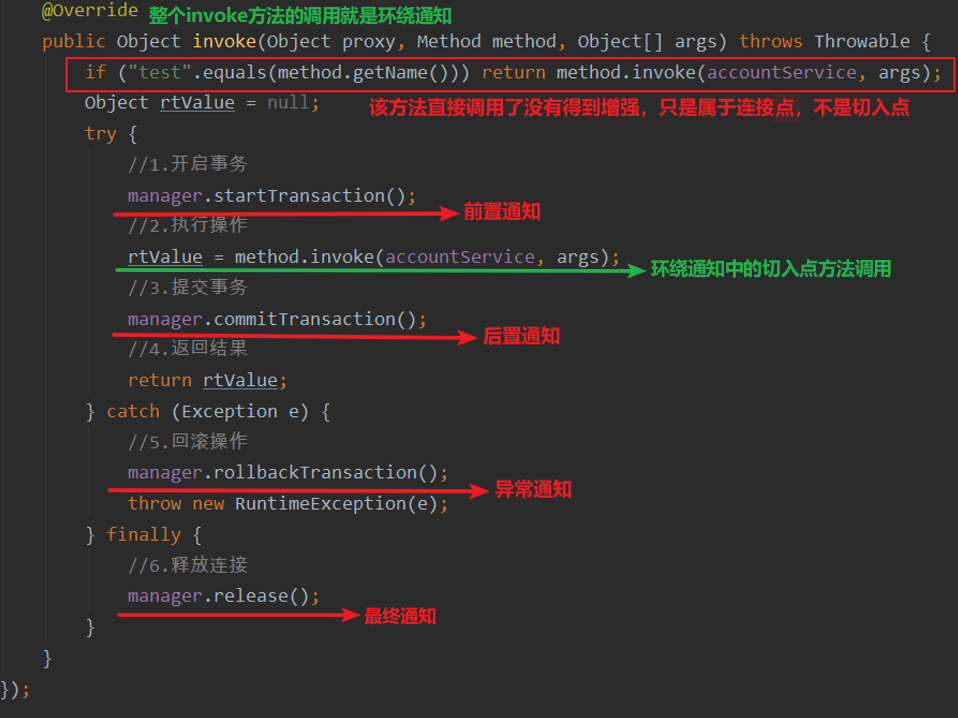 @Override 整个invoke方法的调用就是环绕通知
public Object invoke(Object proxy, Method method, Object[] args) throws Throwable {
if ("test".equals(method.getName())) return method.invoke(accountService, args);
Object rtValue = null; 该方法直接调用了没有得到增强，只是属于连接点，不是切入点
try {
//1.开启事务
manager.startTransaction();
前置通知
//2.执行操作
rtValue = method.invoke(accountService, args);
环绕通知中的切入点方法调用
//3.提交事务
manager.commitTransaction();
后置通知
//4.返回结果
return rtValue;
} catch (Exception e) {
//5.回滚操作
manager.rollbackTransaction();
异常通知
throw new RuntimeException(e);
} finally {
//6.释放连接
manager.release();
最终通知
}
}
});